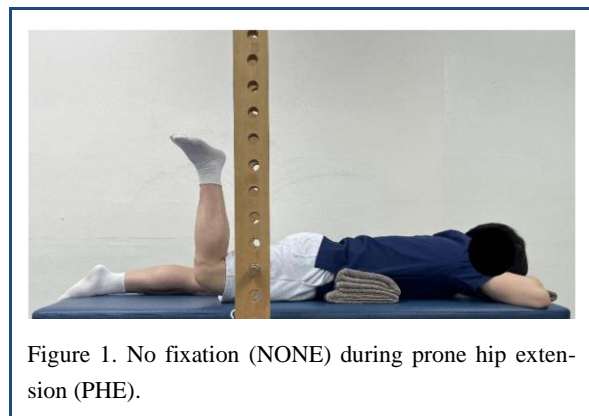 Figure 1. No fixation (NONE) during prone hip exten-
sion (PHE).